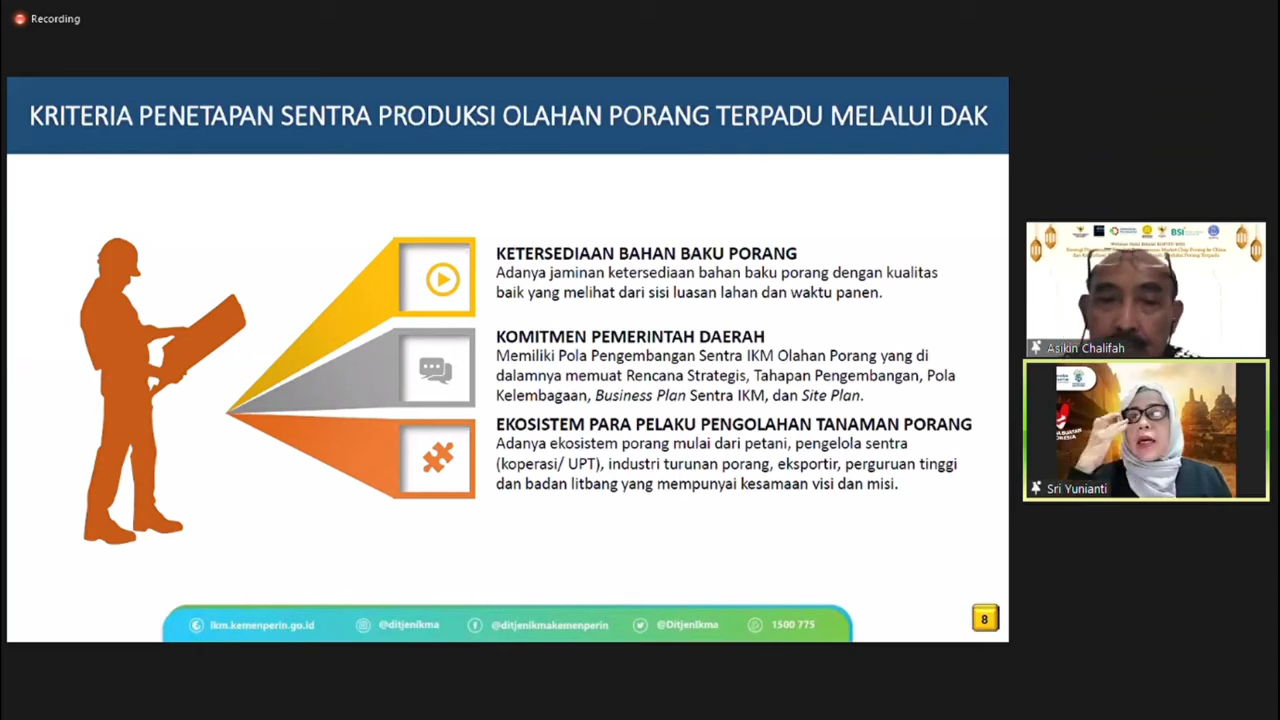 Recording
KRITERIA PENETAPAN SENTRA PRODUKSI OLAHAN PORANG TERPADU MELALUI DAK
KETERSEDIAAN BAHAN BAKU PORANG
Adanya jaminan ketersediaan bahan baku porang dengan kualitas
baik yang melihat dari sisi luasan lahan dan waktu panen.
KOMITMEN PEMERINTAH DAERAH
Memiliki Pola Pengembangan Sentra IKM Olahan Porang yang di
dalamnya memuat Rencana Strategis, Tahapan Pengembangan, Pola
Kelembagaan, Business Plan Sentra IKM, dan Site Plan.
EKOSISTEM PARA PELAKU PENGOLAHAN TANAMAN PORANG
Adanya ekosistem porang mulai dari petani, pengelola sentra
(koperasi/ UPT), industri turunan porang, eksportir, perguruan tinggi
dan badan litbang yang mempunyai kesamaan visi dan misi.
ikm.kemenperin.go.id
@ditjenikma
@ditjenikmakemenperin
@Ditjenikma
1500 775
8
BSI
Asikin Chalifah
Sri Yunianti